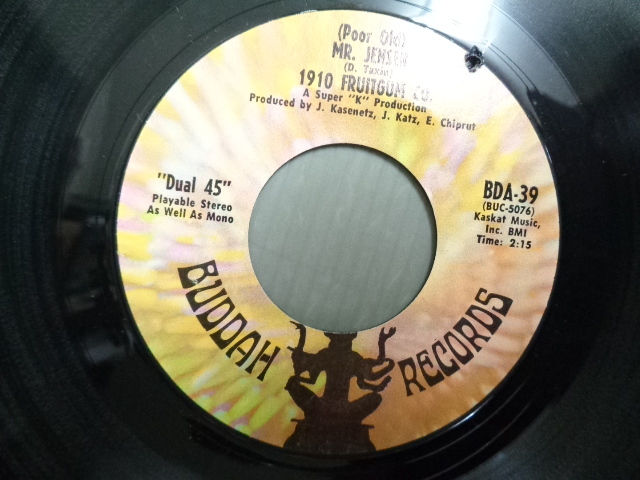 (Poor Old)
MR. JENSEN
(D. Taxin)
1910 FRUITGUM CO.
A Super "K" Production
Produced by J. Kasenetz, J. Katz, E. Chiprut
"Dual 45"
Playable Stereo
As Well As Mono
BDA-39
(BUC-5076)
Kaskat Music,
Inc. BMI
Time: 2:15
BUDDAH RECORDS